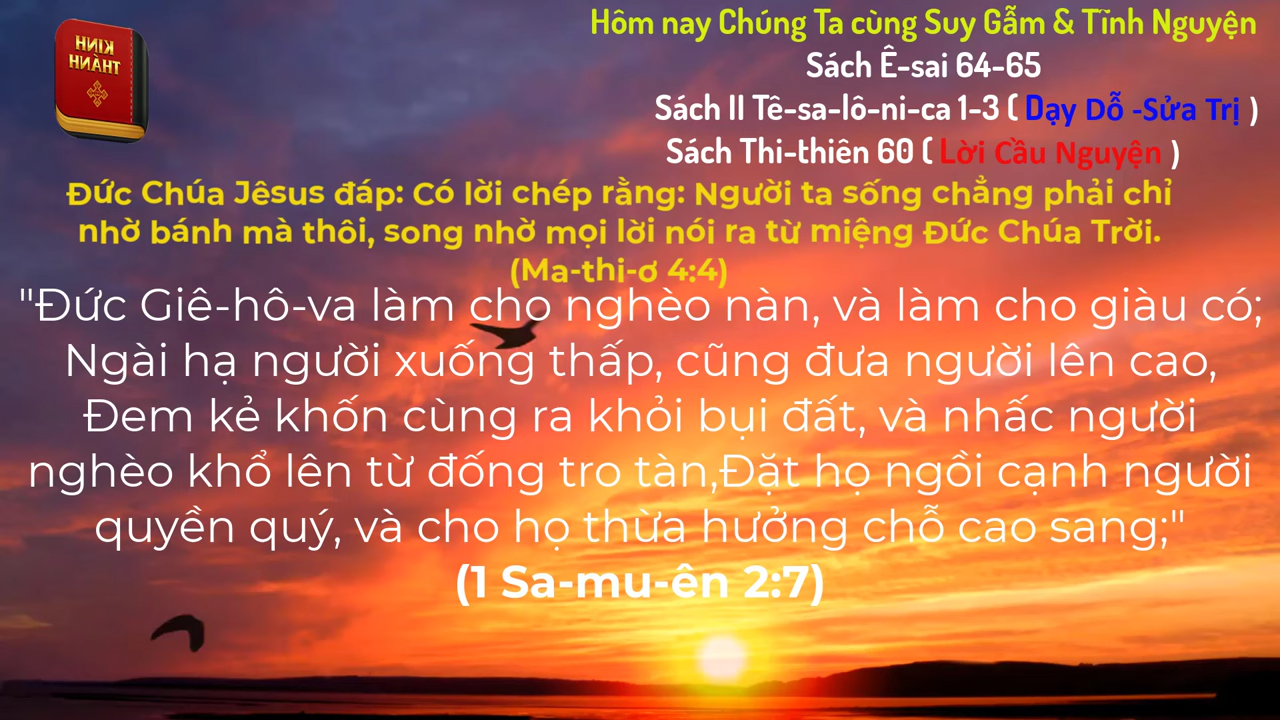 KINH
THÁNH
Hôm nay Chúng Ta cùng Suy Gẫm & Tĩnh Nguyện
Sách Ê-sai 64-65
Sách II Tê-sa-lô-ni-ca 1-3 ( Dạy Dỗ -Sửa Trị )
Sách Thi-thiên 60 ( Lời Cầu Nguyện )
Đức Chúa Jêsus đáp: Có lời chép rằng: Người ta sống chẳng phải chỉ
nhờ bánh mà thôi, song nhờ mọi lời nói ra từ miệng Đức Chúa Trời.
(Ma-thi-ơ 4:4)
"Đức Giê-hô-va làm cho nghèo nàn, và làm cho giàu có;
Ngài hạ người xuống thấp, cũng đưa người lên cao,
Đem kẻ khốn cùng ra khỏi bụi đất, và nhấc người
nghèo khổ lên từ đống tro tàn,Đặt họ ngồi cạnh người
quyền quý, và cho họ thừa hưởng chỗ cao sang;"
(1 Sa-mu-ên 2:7)